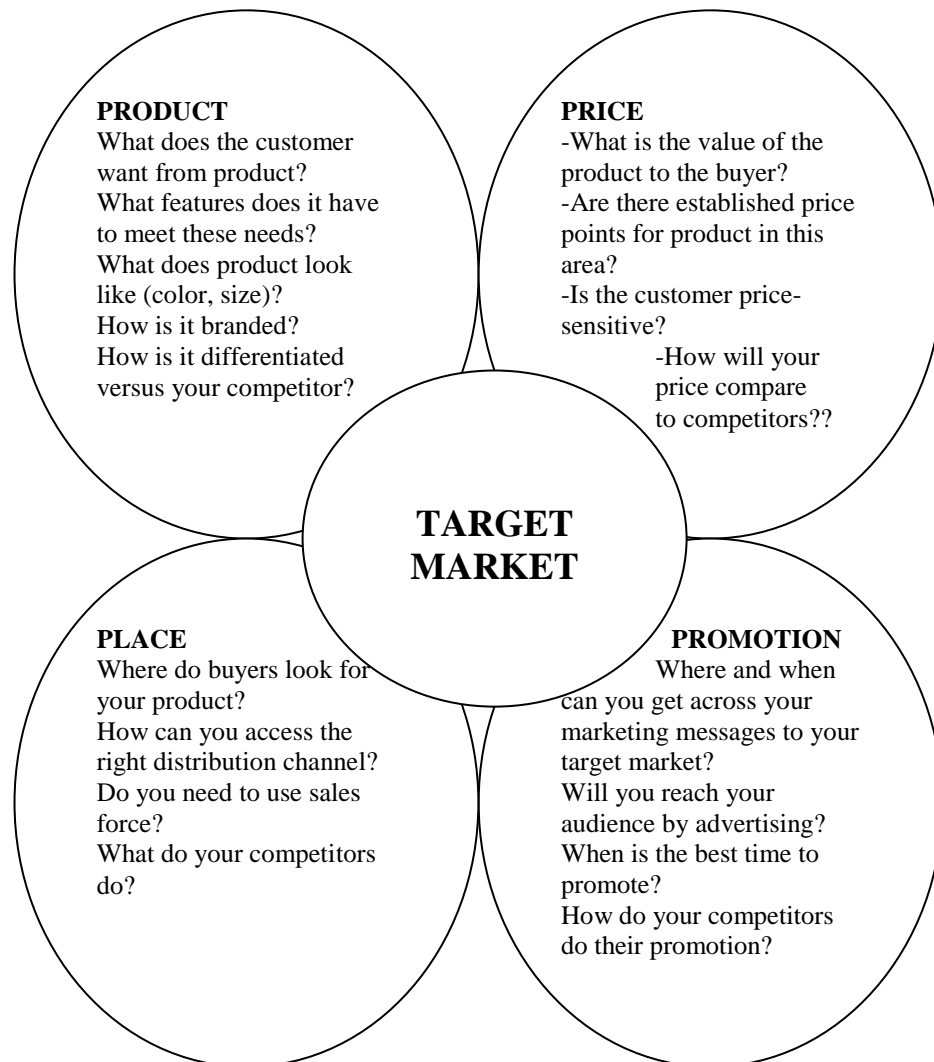 PRODUCT
What does the customer
want from product?
What features does it have
to meet these needs?
What does product look
like (color, size)?
How is it branded?
How is it differentiated
versus your competitor?
PRICE
-What is the value of the
product to the buyer?
-Are there established price
points for product in this
area?
-Is the customer price-
sensitive?
-How will your
price compare
to competitors??
TARGET
MARKET
PLACE
Where do buyers look for
your product?
How can you access the
right distribution channel?
Do you need to use sales
force?
What do your competitors
do?
PROMOTION
Where and when
can you get across your
marketing messages to your
target market?
Will you reach your
audience by advertising?
When is the best time to
promote?
How do your competitors
do their promotion?